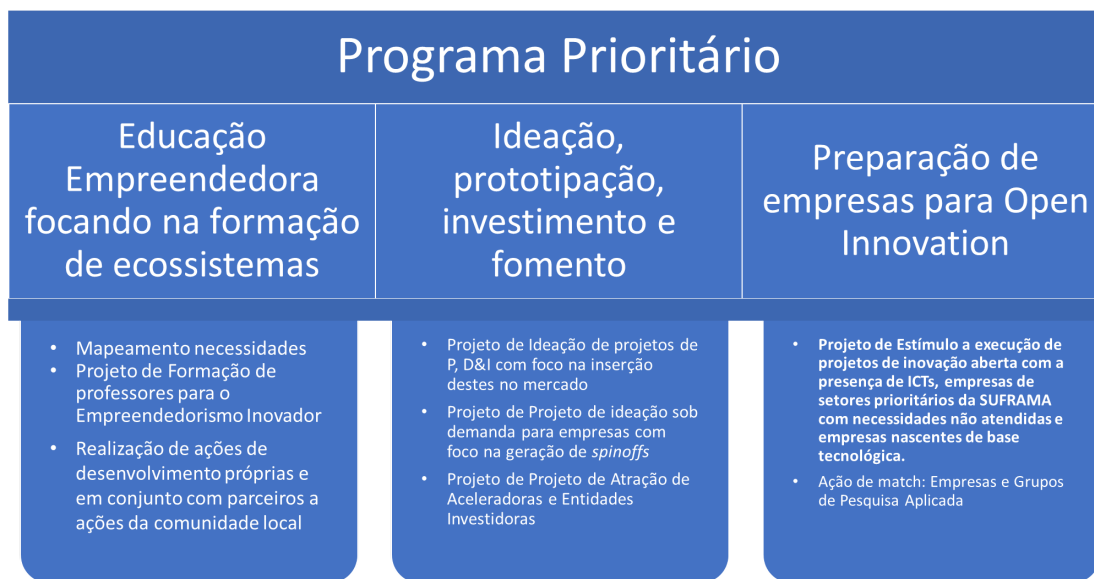 Programa Prioritário
Educação
Empreendedora
focando na formação
de ecossistemas
Ideação,
prototipação,
investimento e
fomento
Preparação de
empresas para Open
Innovation
• Mapeamento necessidades
• Projeto de Formação de
professores para o
Empreendedorismo Inovador
• Realização de ações de
desenvolvimento próprias e
em conjunto com parceiros a
ações da comunidade local
• Projeto de Ideação de projetos de
P, D&I com foco na inserção
destes no mercado
• Projeto de Projeto de ideação sob
demanda para empresas com
foco na geração de spinoffs
• Projeto de Projeto de Atração de
Aceleradoras e Entidades
Investidoras
• Projeto de Estímulo a execução de
projetos de inovação aberta com a
presença de ICTs, empresas de
setores prioritários da SUFRAMA
com necessidades não atendidas e
empresas nascentes de base
tecnológica.
• Ação de match: Empresas e Grupos
de Pesquisa Aplicada